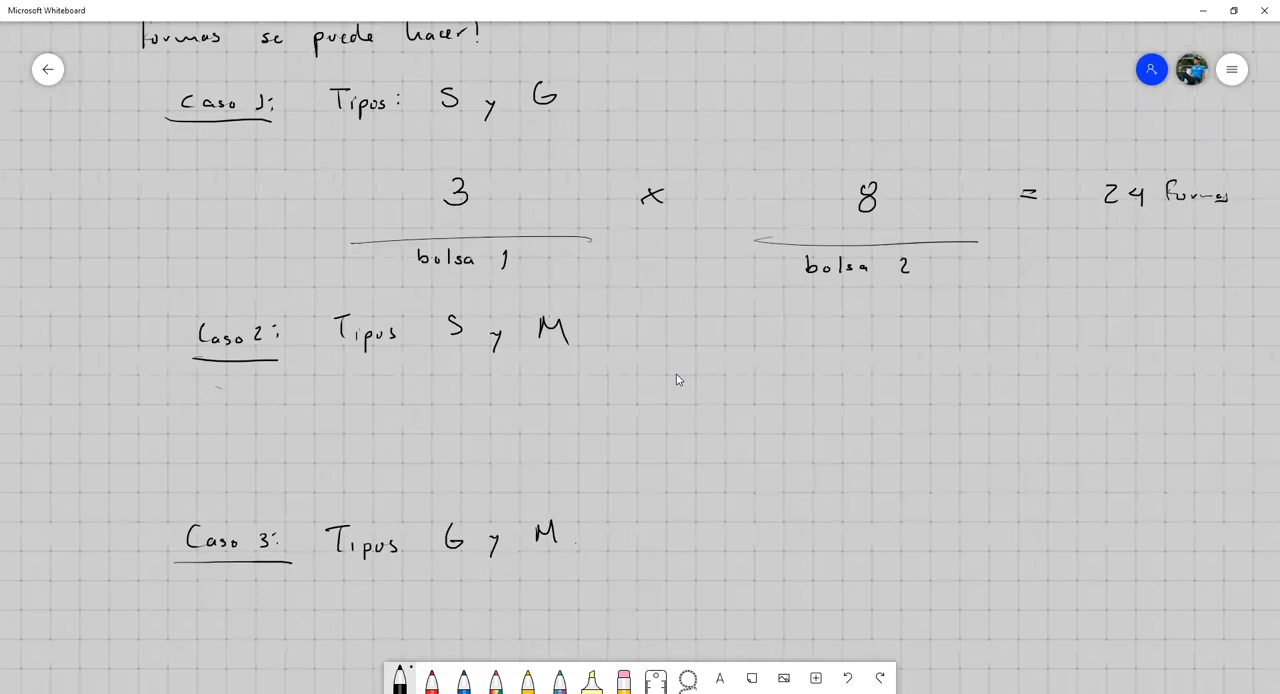 Microsoft Whiteboard
formas se puede hacer!
Caso 1: Tipos: S y G
3 x 8 = 24 formas
bolsa 1 bolsa 2
Caso 2: Tipos S y M
Caso 3: Tipos G y M.
A